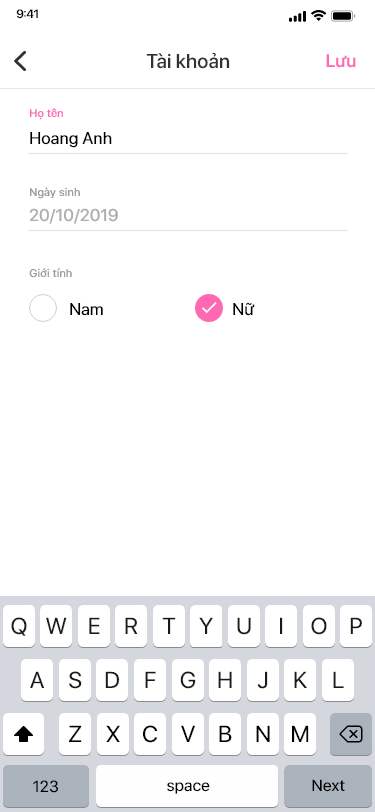 9:41
Tài khoản Lưu
Họ tên
Hoang Anh
Ngày sinh
20/10/2019
Giới tính
Nam Nữ
Q W E R T Y U I O P
A S D F G H J K L
Z X C V B N M
123 space Next